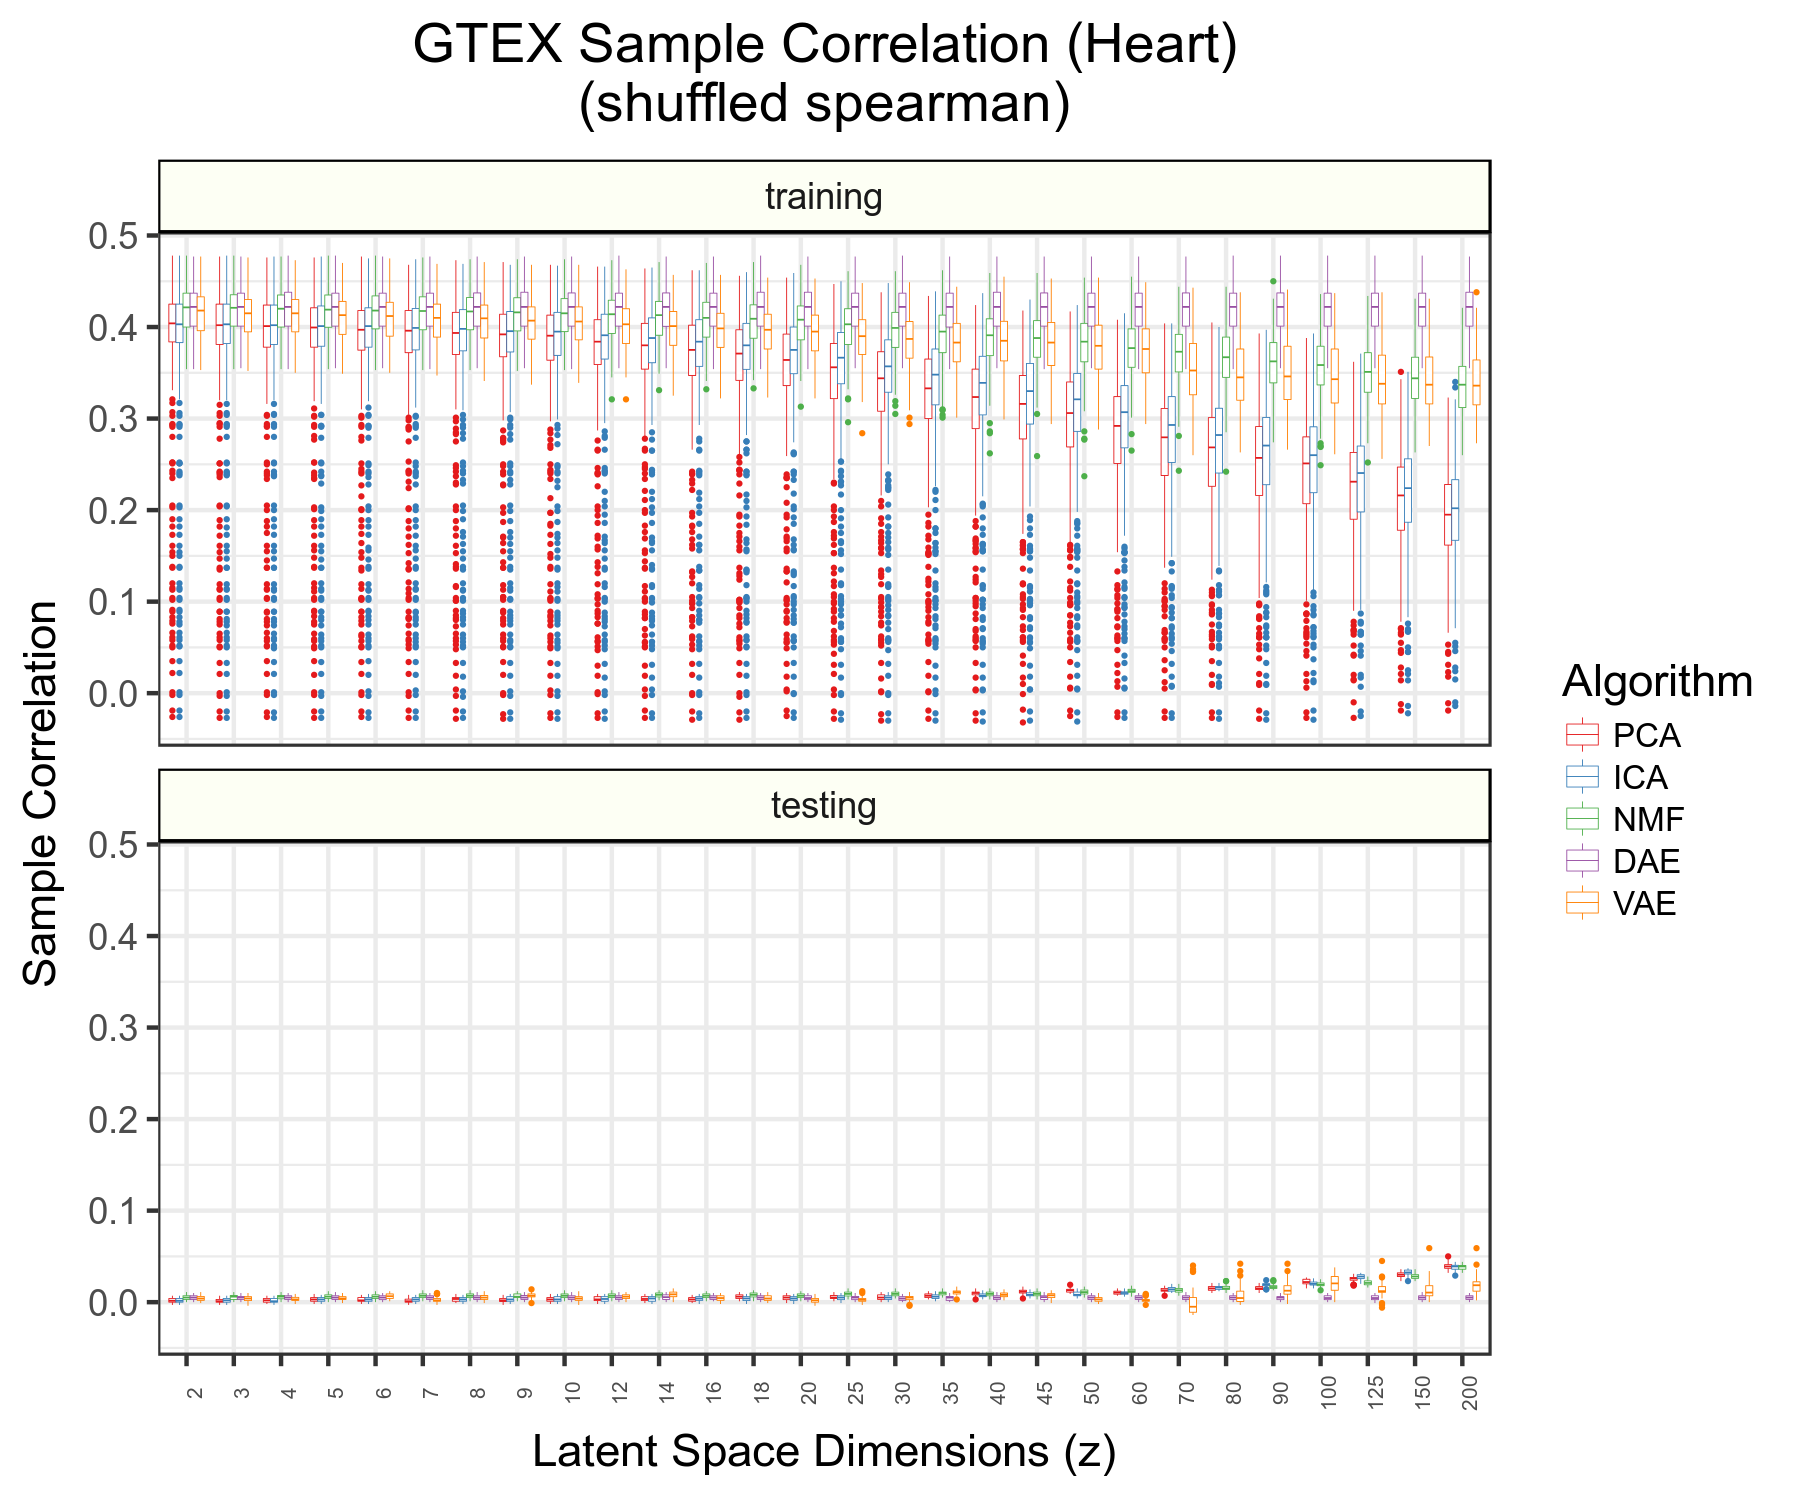 GTEX Sample Correlation (Heart)
(shuffled spearman)
training
0.5
0.4
0.3
0.2
0.1
0.0
testing
0.5
0.4
0.3
0.2
0.1
0.0
Sample Correlation
2 3 4 5 6 7 8 9 10 12 14 16 18 20 25 30 35 40 45 50 60 70 80 90 100 125 150 200
Latent Space Dimensions (z)
Algorithm
PCA
ICA
NMF
DAE
VAE